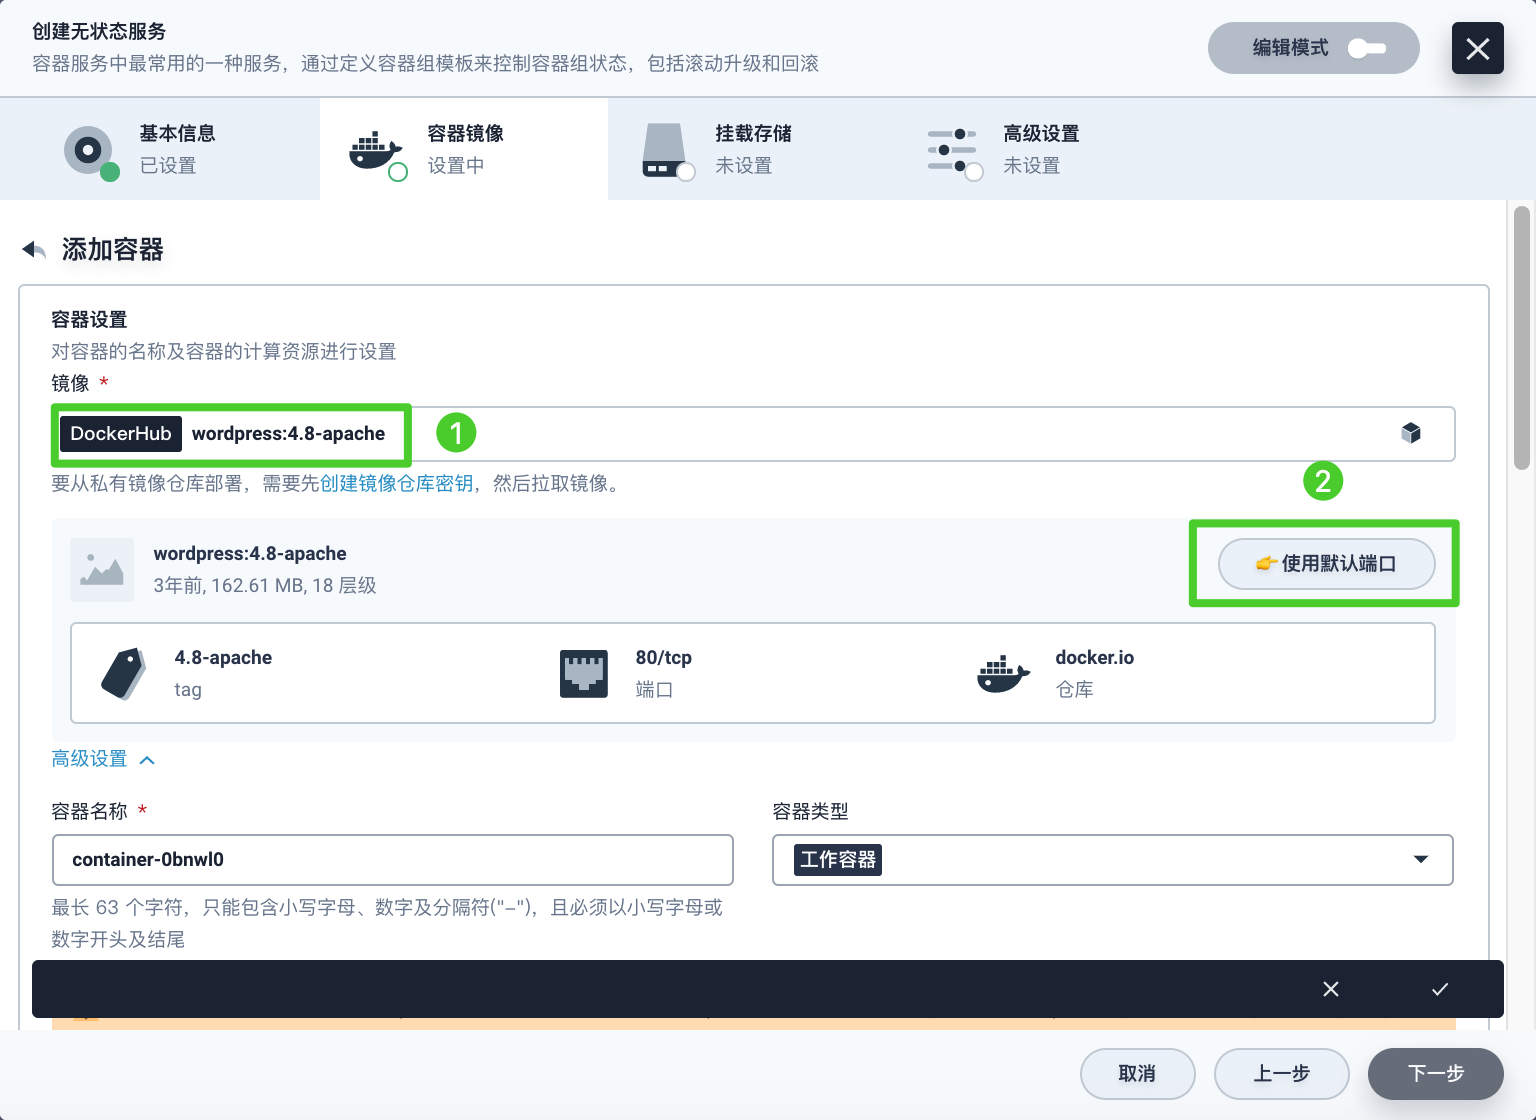 创建无状态服务
容器服务中最常用的一种服务，通过定义容器组模板来控制容器组状态，包括滚动升级和回滚
编辑模式
基本信息
已设置
容器镜像
设置中
挂载存储
未设置
高级设置
未设置
添加容器
容器设置
对容器的名称及容器的计算资源进行设置
镜像 *
DockerHub wordpress:4.8-apache
1
要从私有镜像仓库部署，需要先创建镜像仓库密钥，然后拉取镜像。
2
wordpress:4.8-apache
3年前, 162.61 MB, 18 层级
👉使用默认端口
4.8-apache
tag
80/tcp
端口
docker.io
仓库
高级设置
容器名称 *
container-0bnwl0
最长 63 个字符，只能包含小写字母、数字及分隔符("-")，且必须以小写字母或
数字开头及结尾
容器类型
工作容器
取消
上一步
下一步